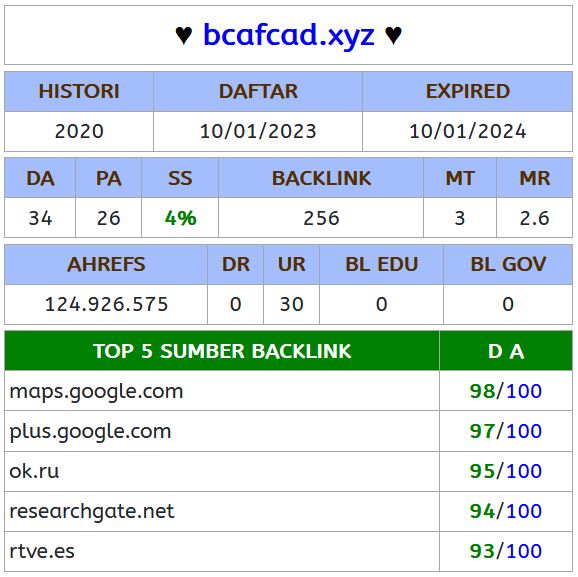 ♥ bcafcad.xyz ♥
HISTORI DAFTAR EXPIRED
2020 10/01/2023 10/01/2024
DA PA SS BACKLINK MT MR
34 26 4% 256 3 2.6
AHREFS DR UR BL EDU BL GOV
124.926.575 0 30 0 0
TOP 5 SUMBER BACKLINK D A
maps.google.com 98/100
plus.google.com 97/100
ok.ru 95/100
researchgate.net 94/100
rtve.es 93/100